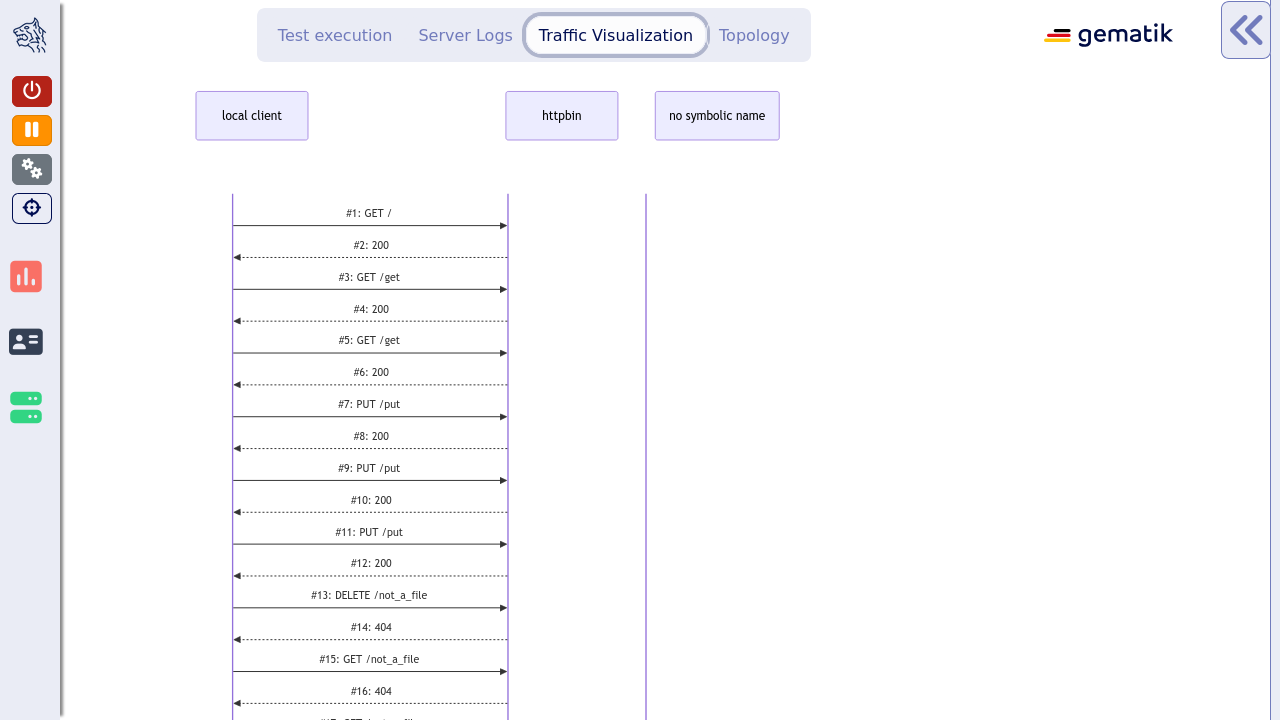 Test execution
Server Logs
Traffic Visualization
Topology
gematik
local client
httpbin
no symbolic name
#1: GET /
#2: 200
#3: GET /get
#4: 200
#5: GET /get
#6: 200
#7: PUT /put
#8: 200
#9: PUT /put
#10: 200
#11: PUT /put
#12: 200
#13: DELETE /not_a_file
#14: 404
#15: GET /not_a_file
#16: 404